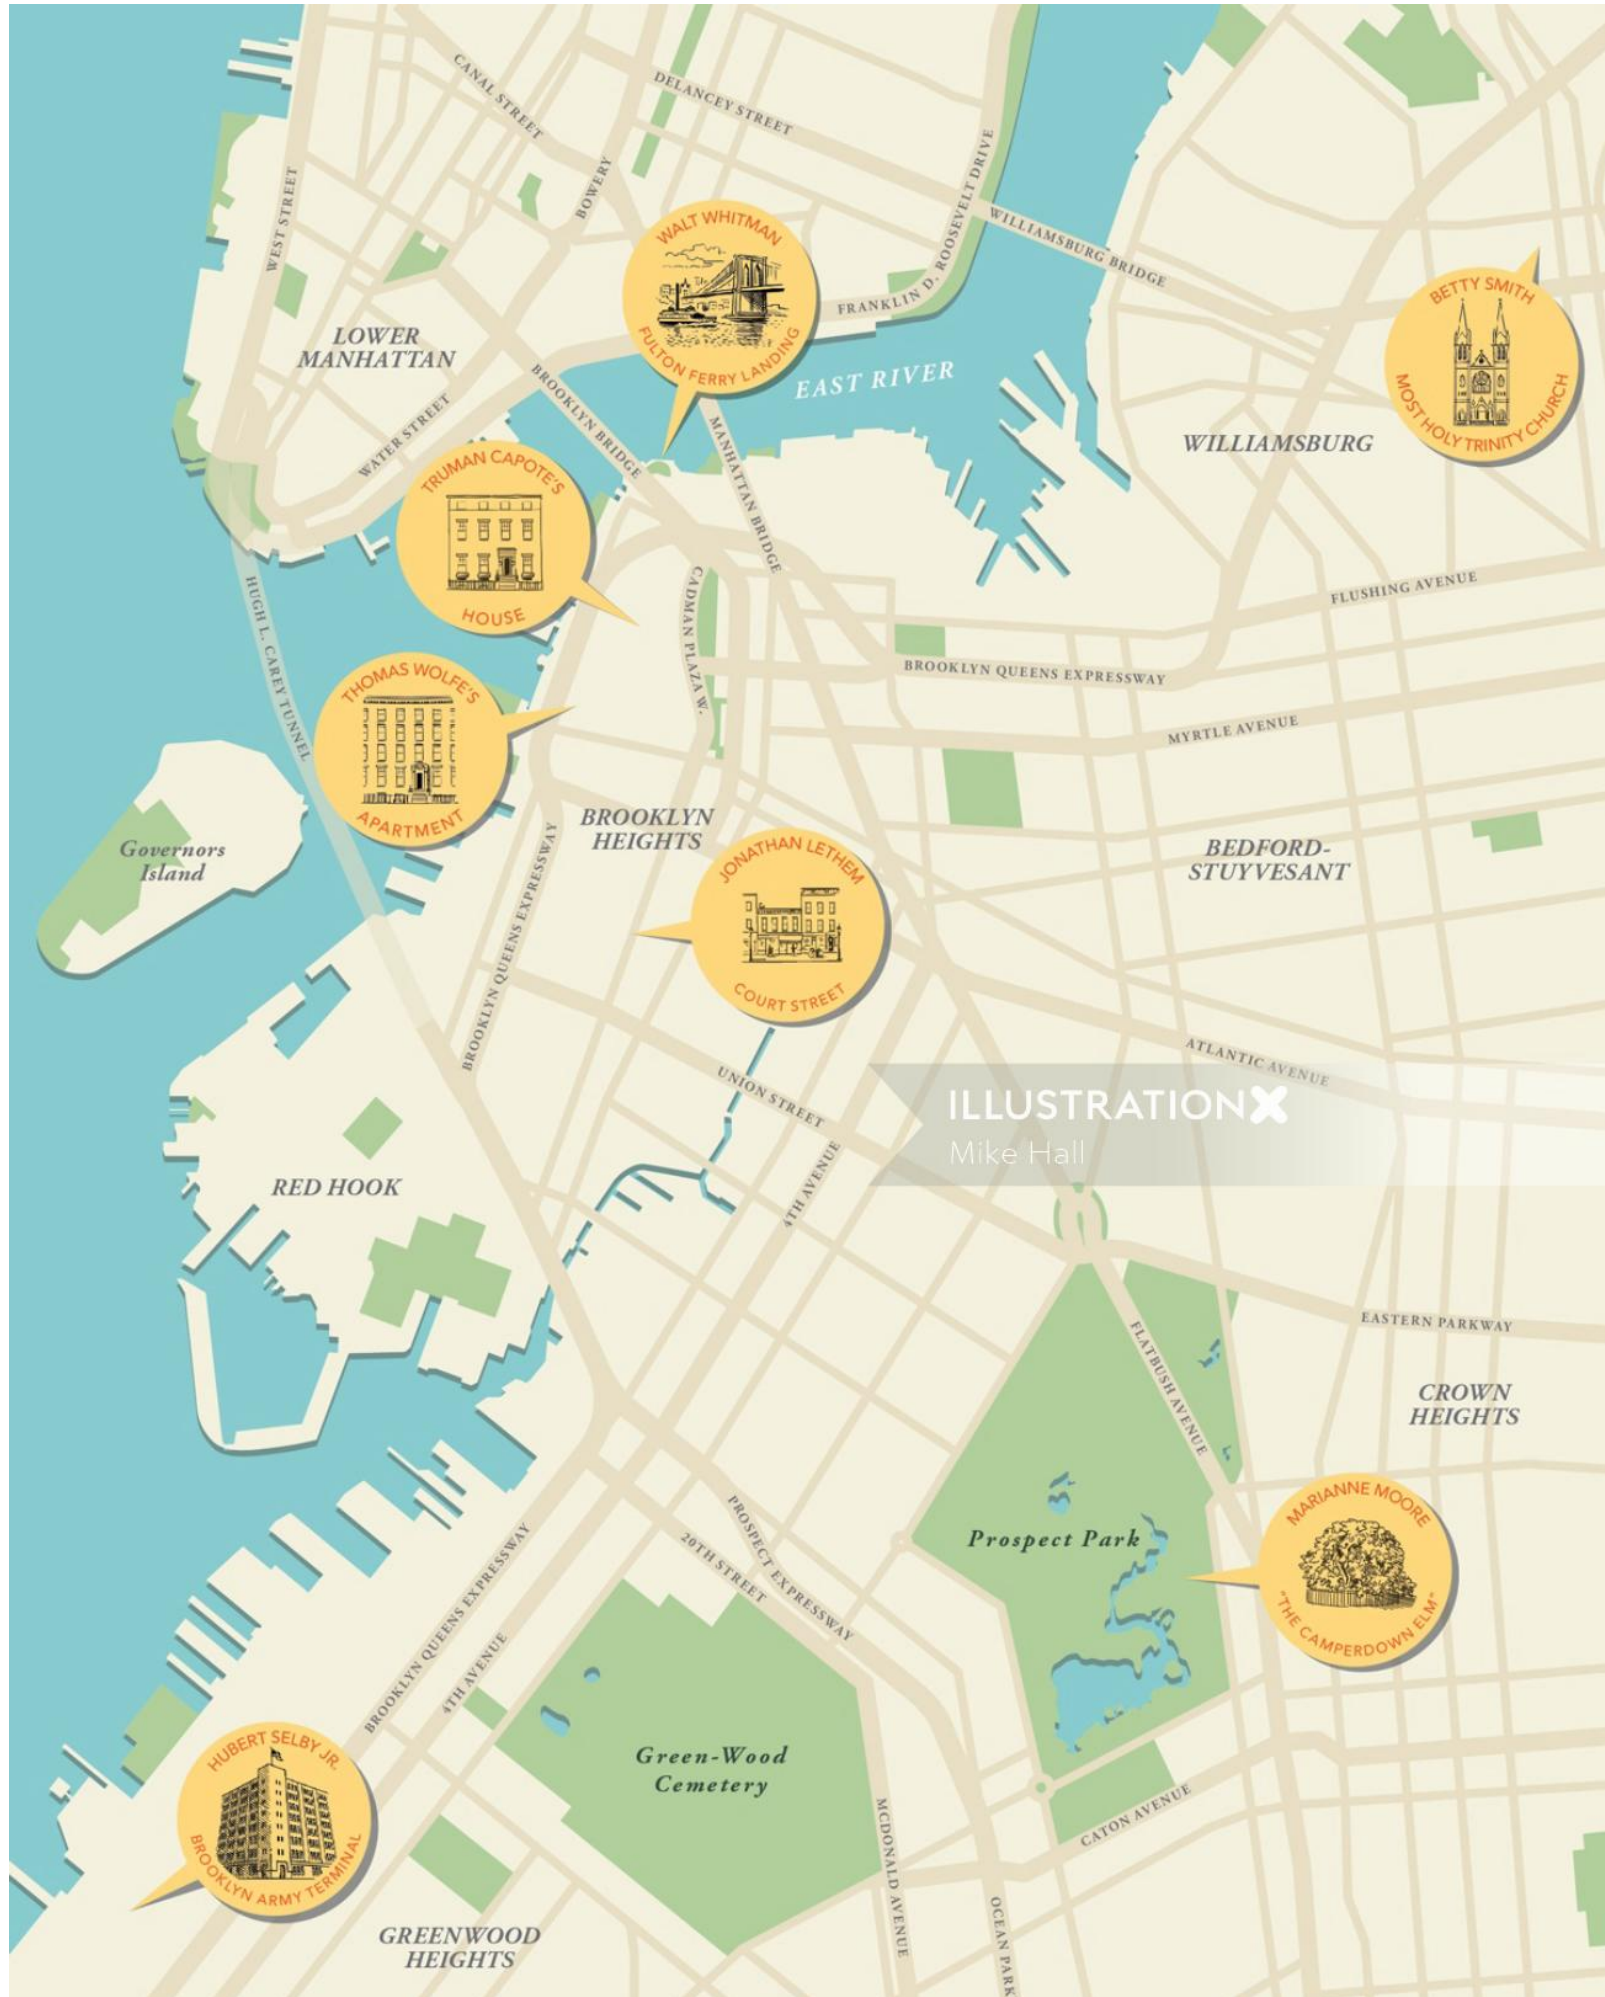 CANAL STREET
DELANCEY STREET
BOWERY
WEST STREET
FRANKLIN D. ROOSEVELT DRIVE
WILLIAMSBURG BRIDGE
WALT WHITMAN
FULTON FERRY LANDING
BETTY SMITH
MOST HOLY TRINITY CHURCH
LOWER
MANHATTAN
EAST RIVER
BROOKLYN BRIDGE
WATER STREET
MANHATTAN BRIDGE
WILLIAMSBURG
TRUMAN CAPOTE'S
HOUSE
HUGH L. CAREY TUNNEL
CADMAN PLAZA W.
FLUSHING AVENUE
BROOKLYN QUEENS EXPRESSWAY
THOMAS WOLFE'S
APARTMENT
MYRTLE AVENUE
BROOKLYN
HEIGHTS
Governors
Island
BEDFORD-
STUYVESANT
JONATHAN LETHEM
COURT STREET
BROOKLYN QUEENS EXPRESSWAY
UNION STREET
ATLANTIC AVENUE
ILLUSTRATIONX
Mike Hall
4TH AVENUE
RED HOOK
EASTERN PARKWAY
FLATBUSH AVENUE
CROWN
HEIGHTS
MARIANNE MOORE
"THE CAMPERDOWN ELM"
Prospect Park
PROSPECT EXPRESSWAY
20TH STREET
BROOKLYN QUEENS EXPRESSWAY
4TH AVENUE
Green-Wood
Cemetery
HUBERT SELBY JR.
BROOKLYN ARMY TERMINAL
CATON AVENUE
MCDONALD AVENUE
OCEAN PARK
GREENWOOD
HEIGHTS